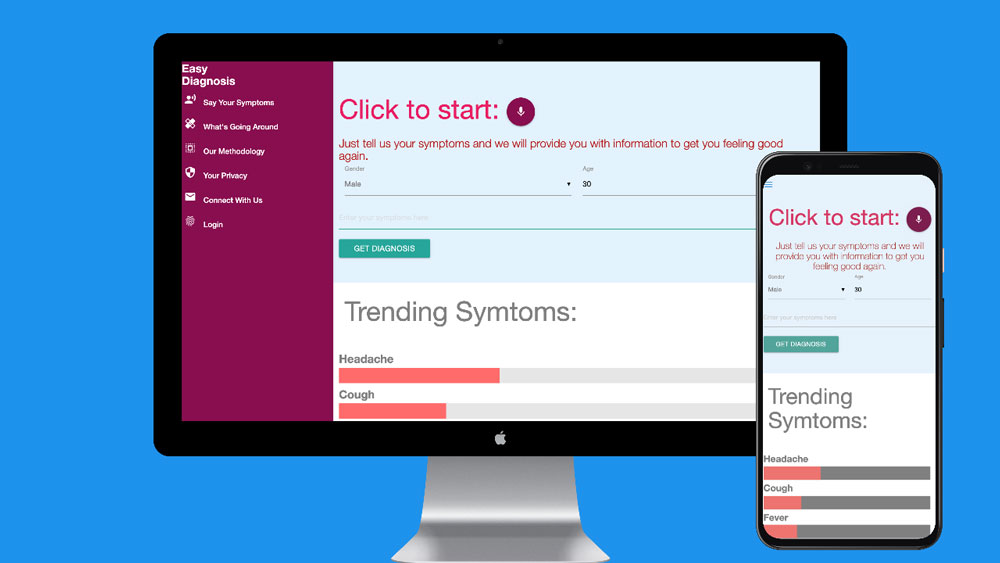 Easy
Diagnosis
Say Your Symptoms
What's Going Around
Our Methodology
Your Privacy
Connect With Us
Login
Click to start:
Just tell us your symptoms and we will provide you with information to get you feeling good
again.
Gender
Age
Male
30
Enter your symptoms here
GET DIAGNOSIS
Trending Symtoms:
Headache
Cough
Click to start:
Just tell us your symptoms and we will
provide you with information to get you
feeling good again.
Gender
Age
Male
30
Enter your symptoms here
GET DIAGNOSIS
Trending
Symtoms:
Headache
Cough
Fever